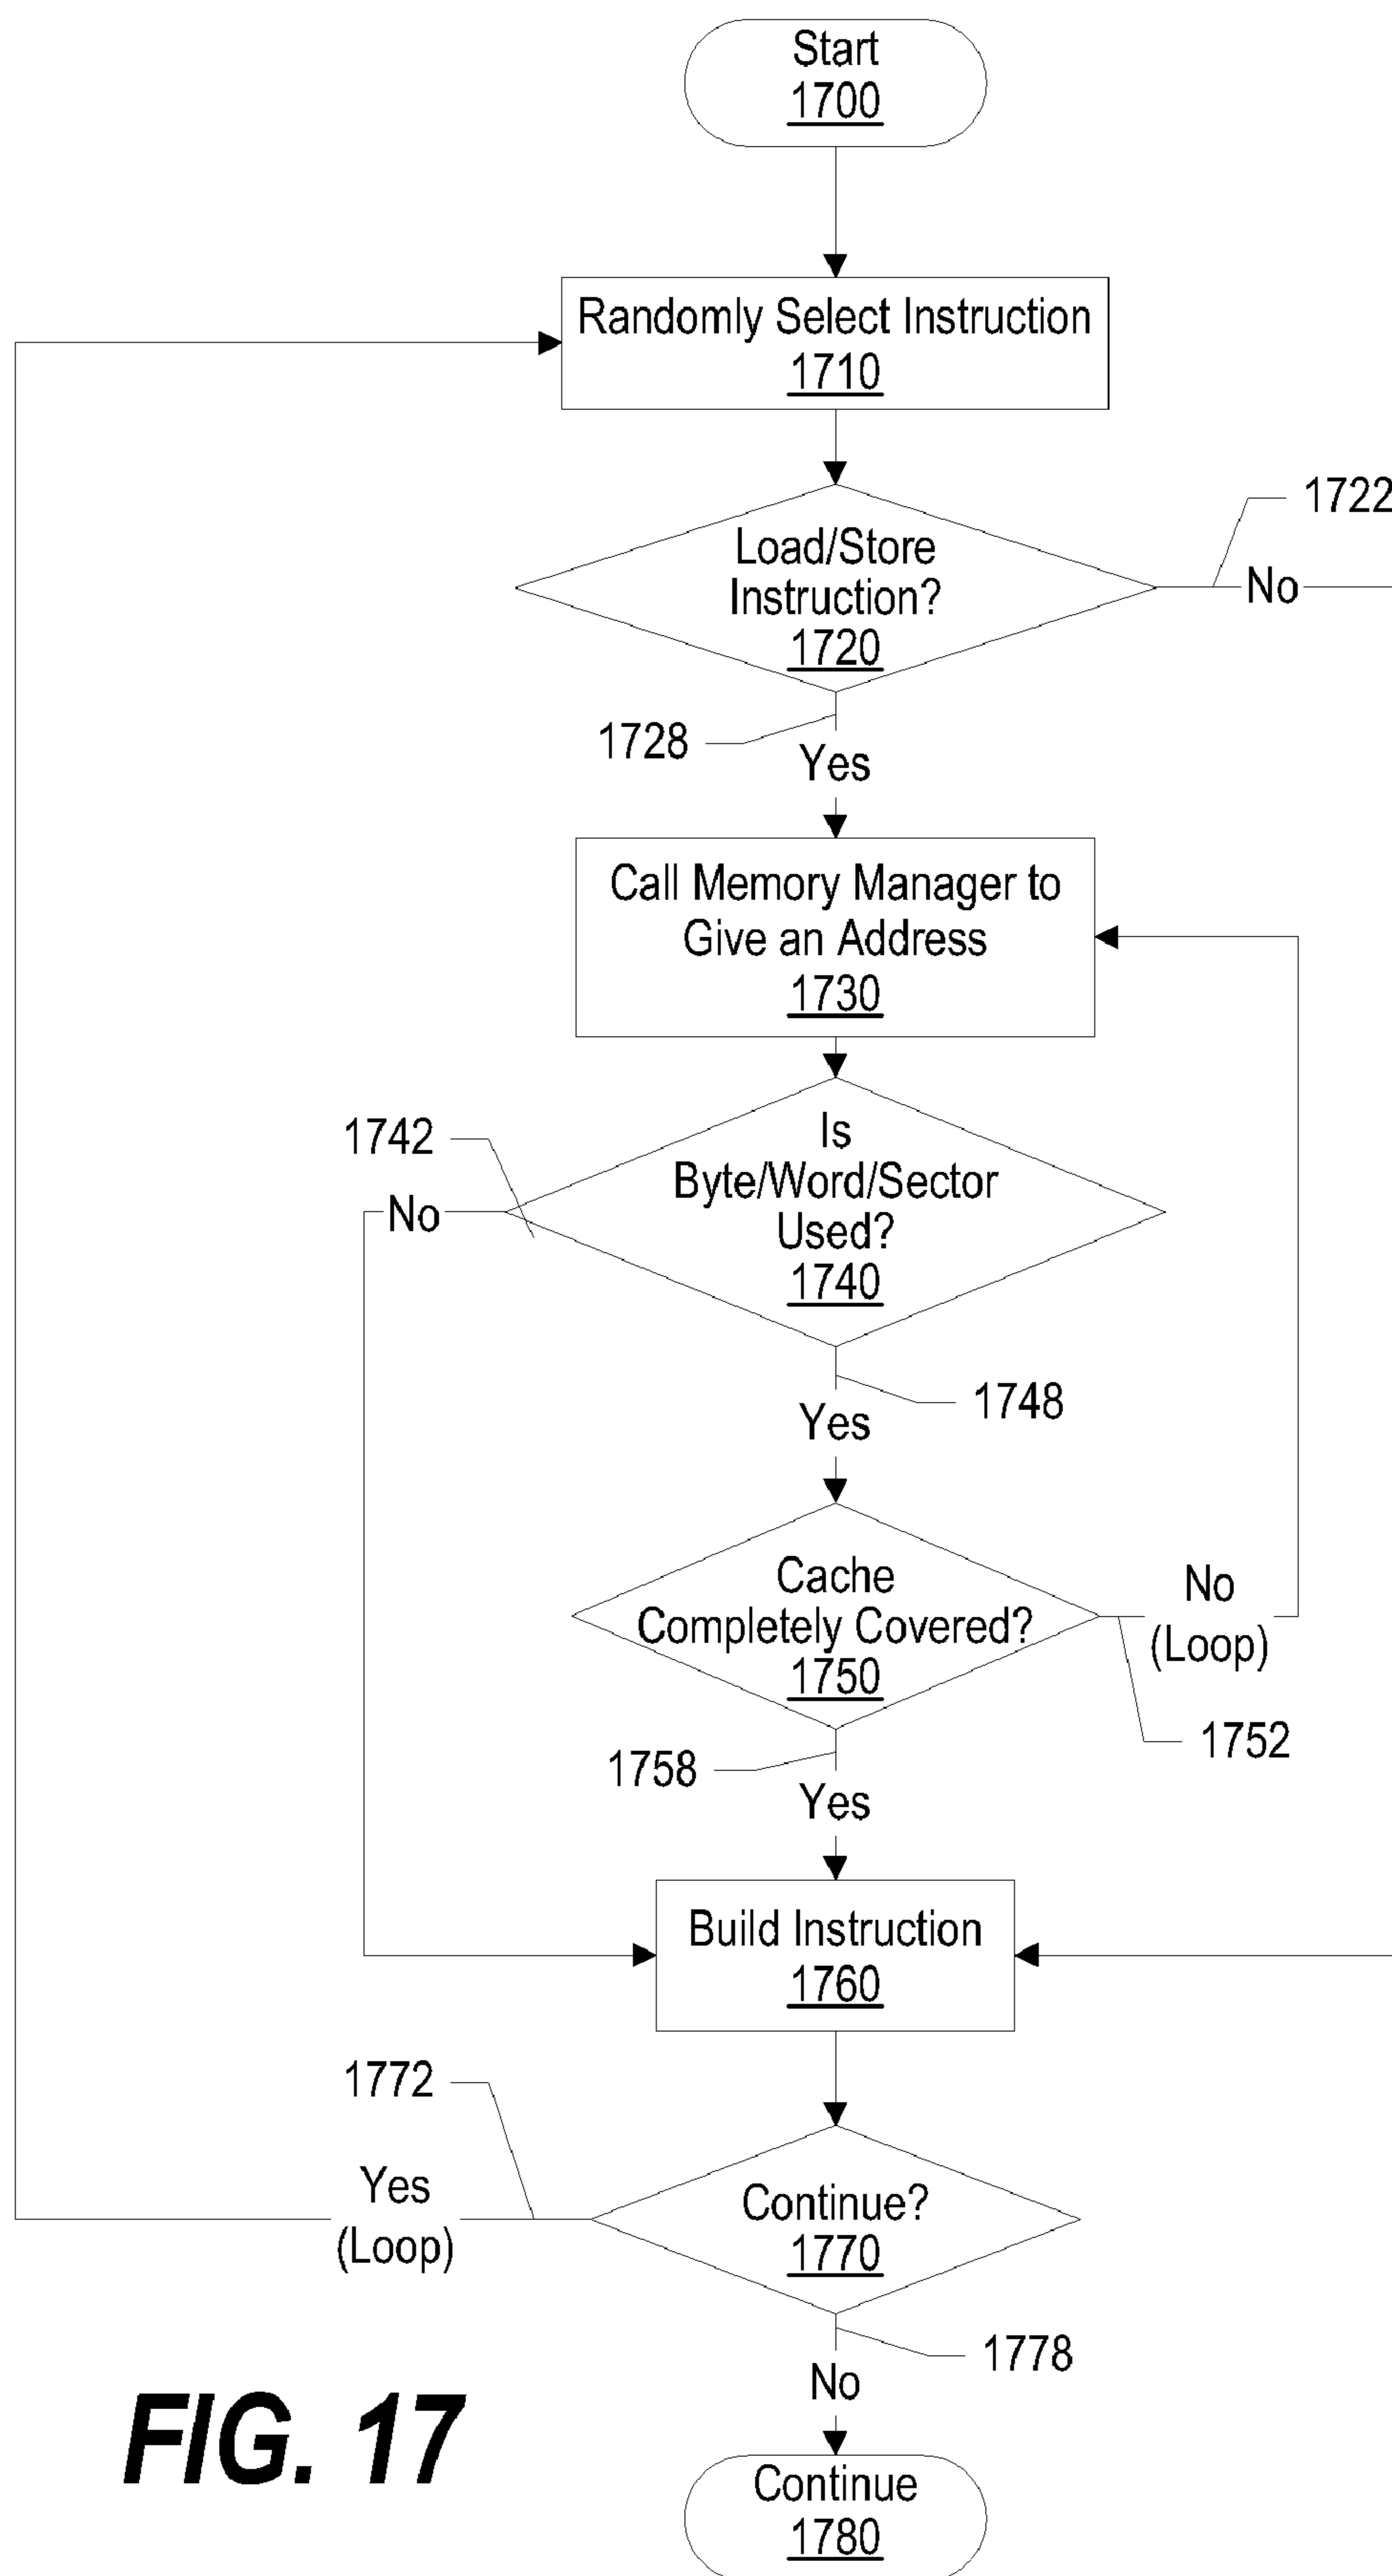 Start
1700
Randomly Select Instruction
1710
1722
Load/Store
Instruction?
1720
No
1728
Yes
Call Memory Manager to
Give an Address
1730
1742
Is
Byte/Word/Sector
Used?
1740
No
1748
Yes
Cache
Completely Covered?
1750
No
(Loop)
1752
1758
Yes
Build Instruction
1760
1772
Yes
(Loop)
Continue?
1770
1778
No
FIG. 17
Continue
1780